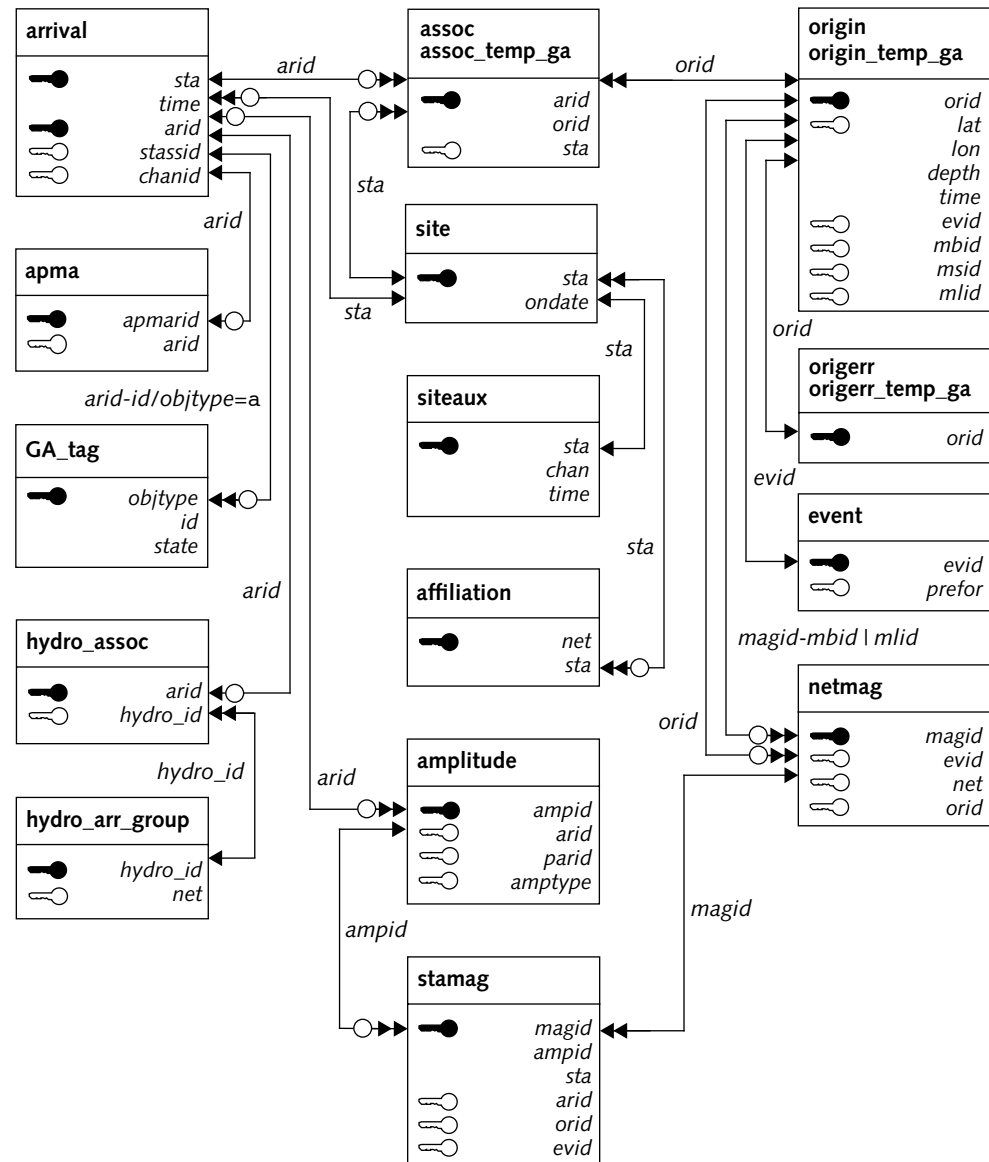 arrival
sta
time
arid
stassid
chanid
apma
apmarid
arid
GA_tag
objtype
id
state
hydro_assoc
arid
hydro_id
hydro_arr_group
hydro_id
net
assoc
assoc_temp_ga
arid
orid
sta
site
sta
ondate
siteaux
sta
chan
time
affiliation
net
sta
amplitude
ampid
arid
parid
amptype
stamag
magid
ampid
sta
arid
orid
evid
origin
origin_temp_ga
orid
lat
lon
depth
time
evid
mbid
msid
mlid
origerr
origerr_temp_ga
orid
event
evid
prefor
netmag
magid
evid
net
orid
arid
orid
sta
arid
sta
sta
orid
arid-id/objtype=a
evid
sta
arid
magid-mbid | mlid
orid
hydro_id
arid
magid
ampid